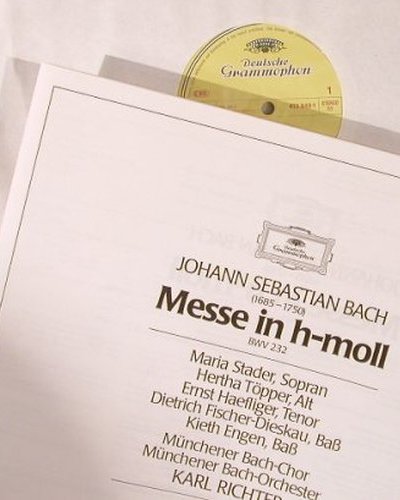 Deutsche
Grammophon
1
STEREO
33
Deutsche
Grammophon
JOHANN SEBASTIAN BACH
(1685–1750)
Messe in h-moll
BWV 232
Maria Stader, Sopran
Hertha Töpper, Alt
Ernst Haefliger, Tenor
Dietrich Fischer-Dieskau, Baß
Kieth Engen, Baß
Münchener Bach-Chor
Münchener Bach-Orchester
KARL RICHTER